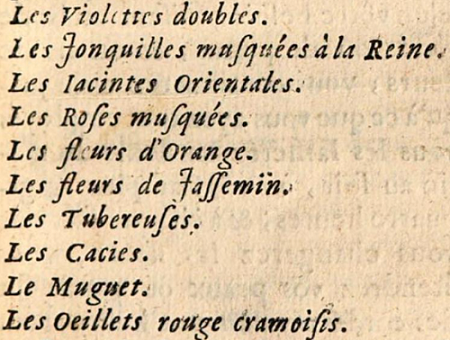 Les Violettes doubles.
Les Jonquilles muſquées à la Reine.
Les Iacintes Orientales.
Les Roſes muſquées.
Les fleurs d'Orange.
Les fleurs de Jaſſemïn.
Les Tubereuſes.
Les Cacies.
Le Muguet.
Les Oeillets rouge cramoiſis.